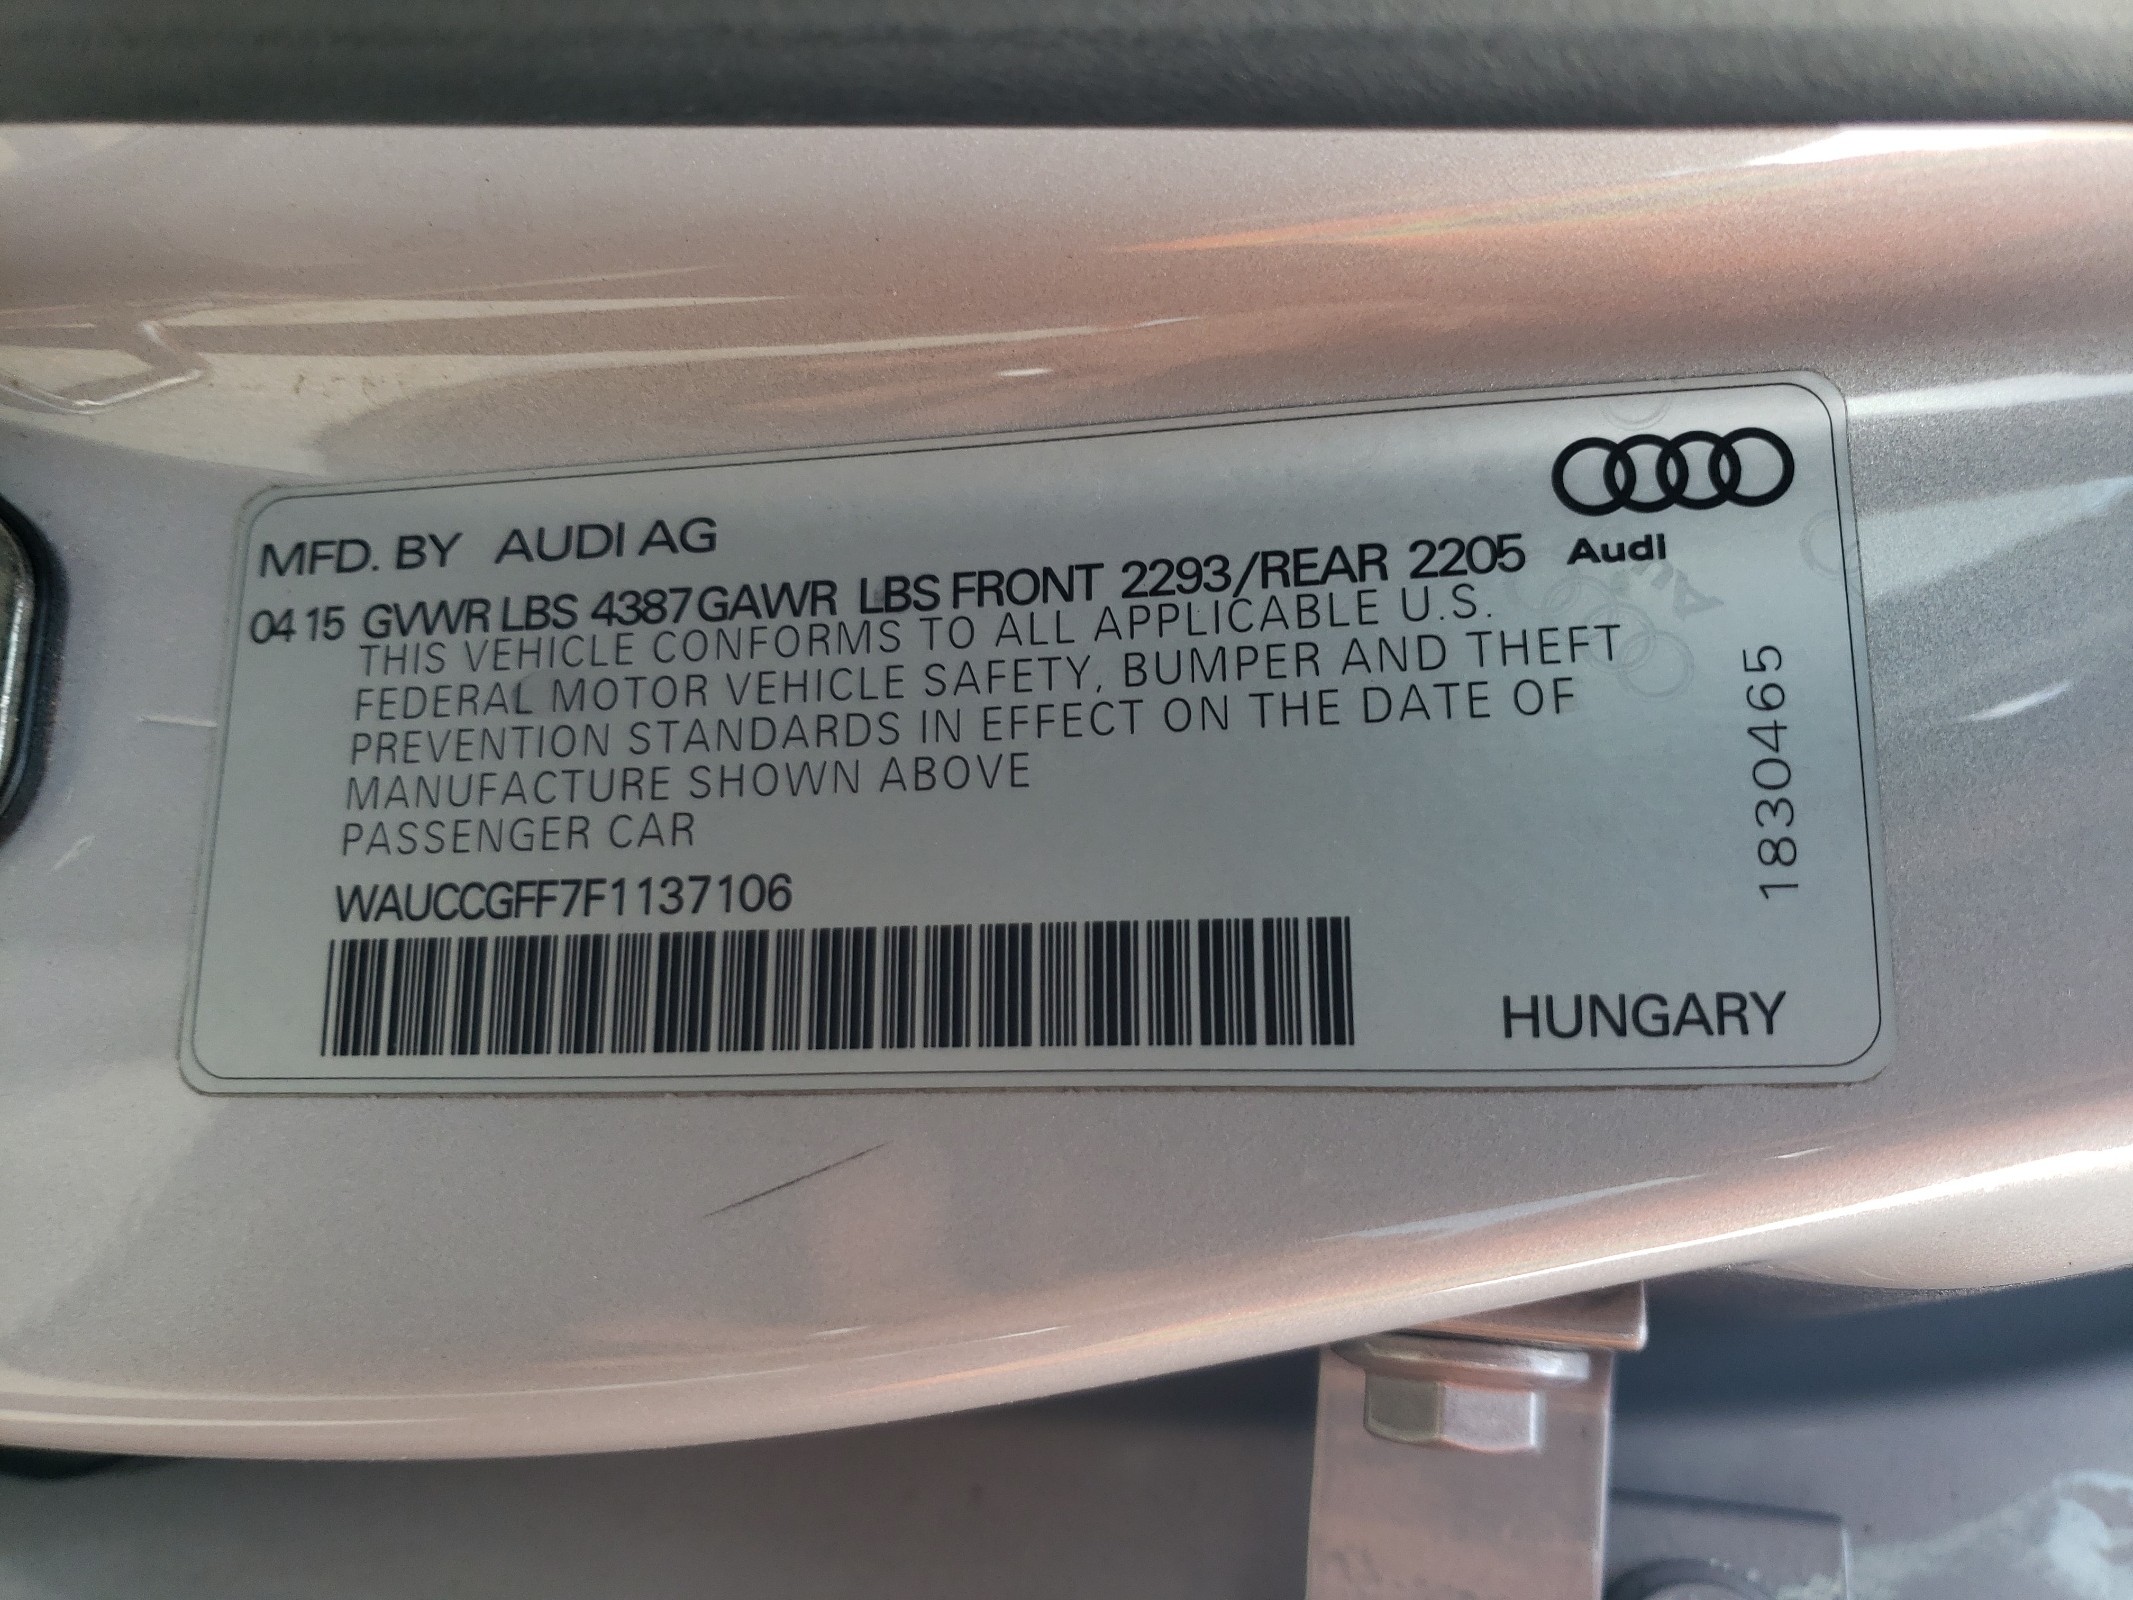 MFD. BY AUDI AG
Audi
04 15 GVWR LBS 4387 GAWR LBS FRONT 2293/REAR 2205
THIS VEHICLE CONFORMS TO ALL APPLICABLE U.S.
FEDERAL MOTOR VEHICLE SAFETY, BUMPER AND THEFT
PREVENTION STANDARDS IN EFFECT ON THE DATE OF
MANUFACTURE SHOWN ABOVE
PASSENGER CAR
WAUCCGFF7F1137106
1830465
HUNGARY